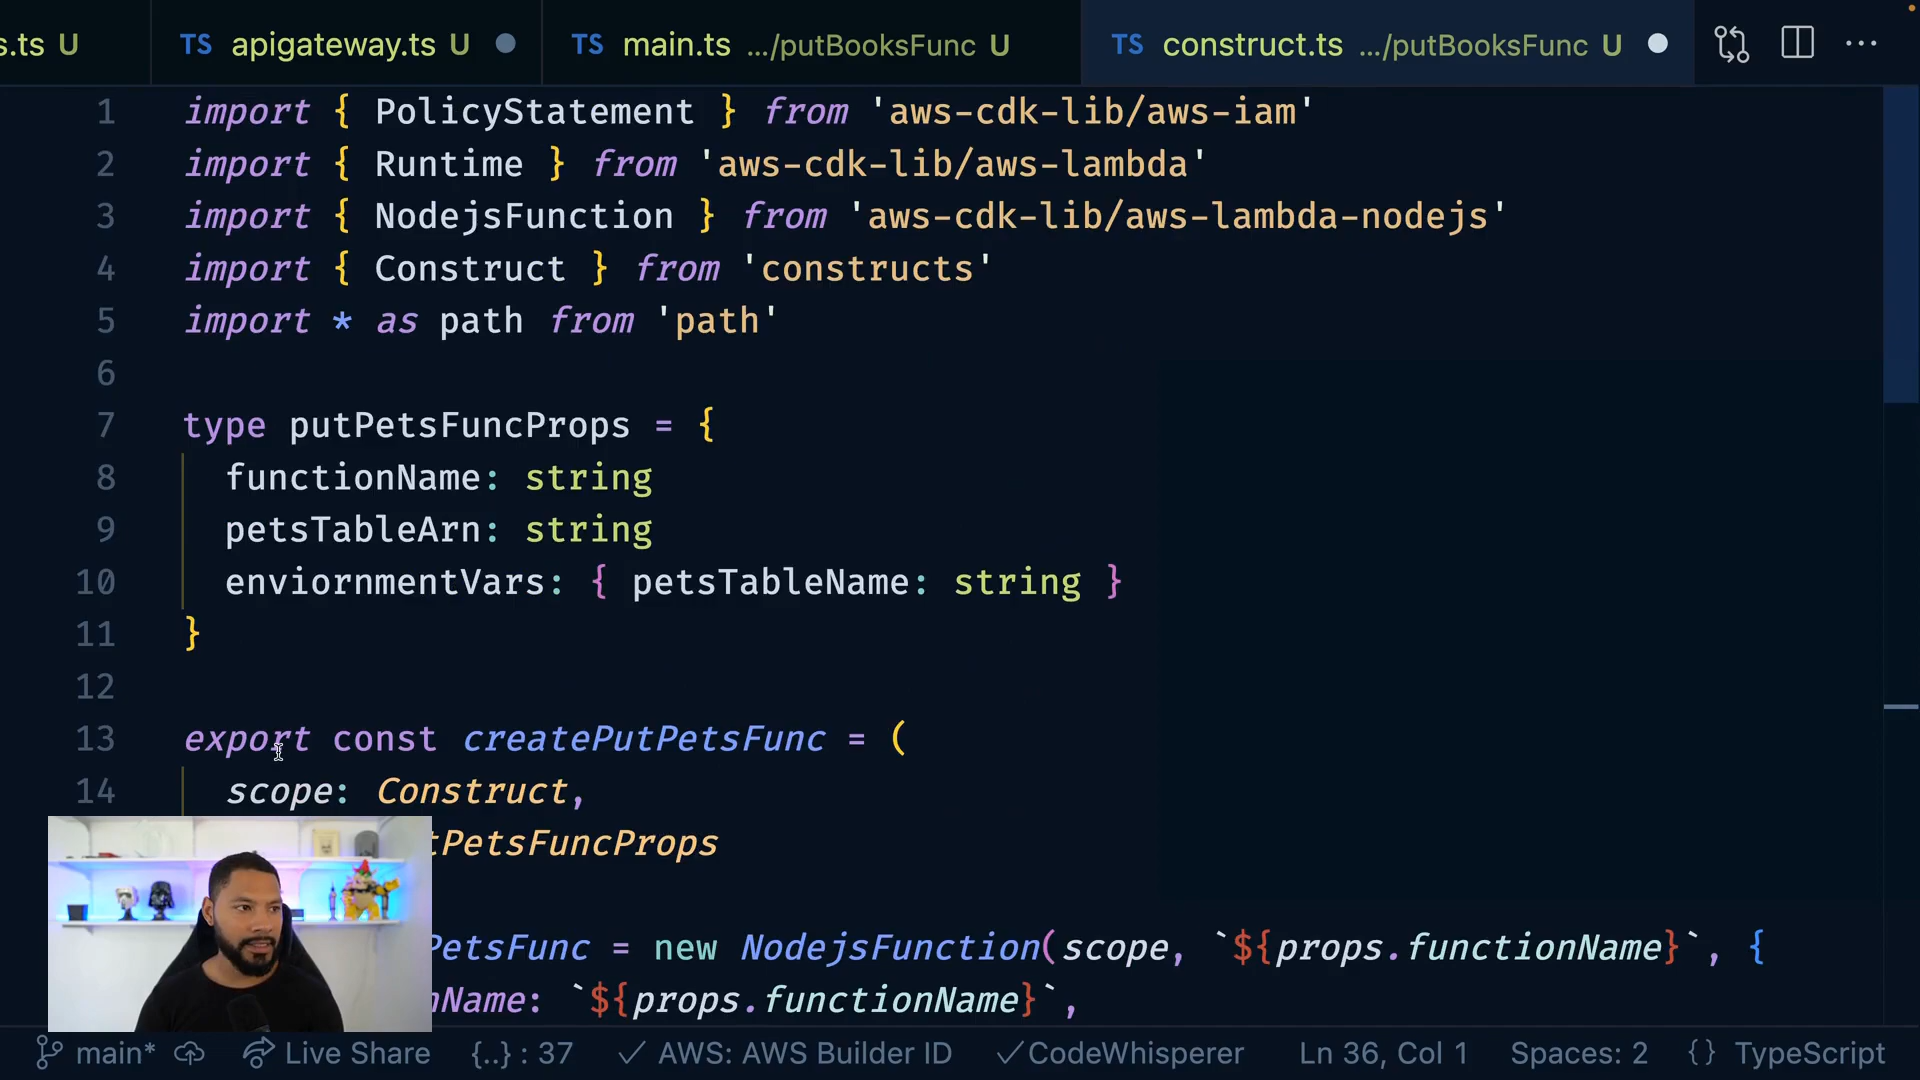 s.ts U TS apigateway.ts U TS main.ts .../putBooksFunc U TS construct.ts .../putBooksFunc U ...
1 import { PolicyStatement } from 'aws-cdk-lib/aws-iam'
2 import { Runtime } from 'aws-cdk-lib/aws-lambda'
3 import { NodejsFunction } from 'aws-cdk-lib/aws-lambda-nodejs'
4 import { Construct } from 'constructs'
5 import * as path from 'path'
6
7 type putPetsFuncProps = {
8 functionName: string
9 petsTableArn: string
10 enviornmentVars: { petsTableName: string }
11 }
12
13 export const createPutPetsFunc = (
14 scope: Construct,
tPetsFuncProps
PetsFunc = new NodejsFunction(scope, `${props.functionName}`, {
nName: `${props.functionName}`,
main* Live Share {..} : 37 ✓ AWS: AWS Builder ID ✓CodeWhisperer Ln 36, Col 1 Spaces: 2 {} TypeScript